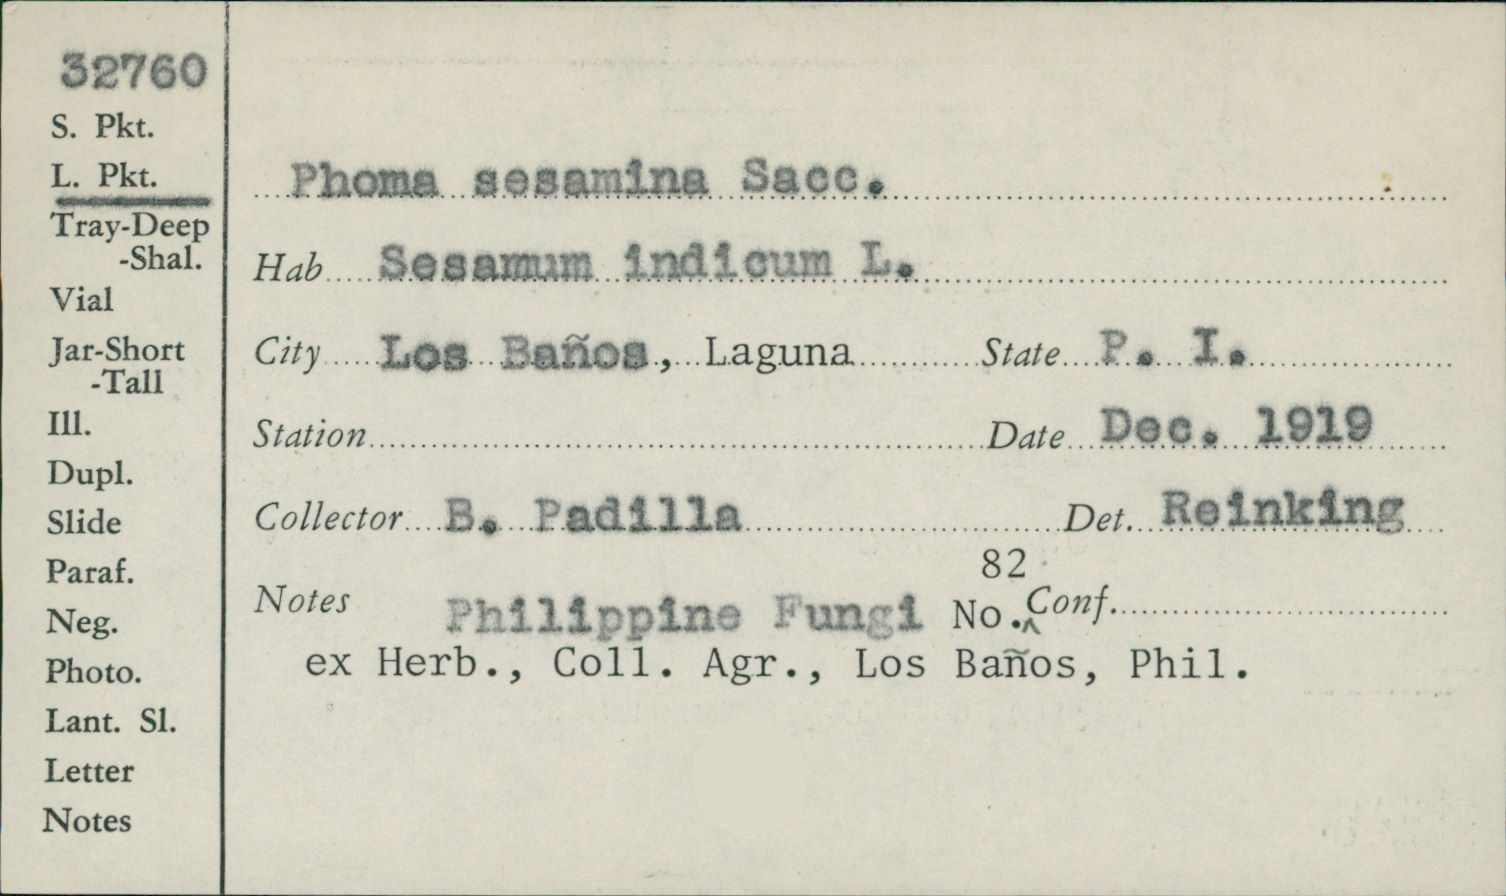 32760
S. Pkt.
L. Pkt.
Tray-Deep
-Shal.
Vial
Jar-Short
-Tall
Ill.
Dupl.
Slide
Paraf.
Neg.
Photo.
Lant. Sl.
Letter
Notes
Phoma sesamina Sacc.
Hab Sesamum indicum L.
City Los Baños, Laguna State P. I.
Station Date Dec. 1919
Collector B. Padilla Det. Reinking
82
Notes Philippine Fungi No.^ Conf.
ex Herb., Coll. Agr., Los Baños, Phil.